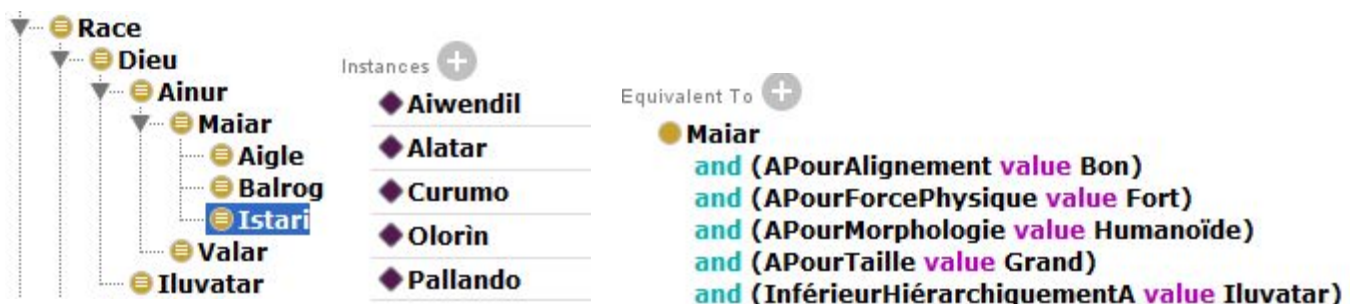 Race
Dieu
Ainur
Maiar
Aigle
Balrog
Istari
Valar
Iluvatar
Instances
Aiwendil
Alatar
Curumo
Olorìn
Pallando
Equivalent To
Maiar
and (APourAlignement value Bon)
and (APourForcePhysique value Fort)
and (APourMorphologie value Humanoïde)
and (APourTaille value Grand)
and (InférieurHiérarchiquementA value Iluvatar)